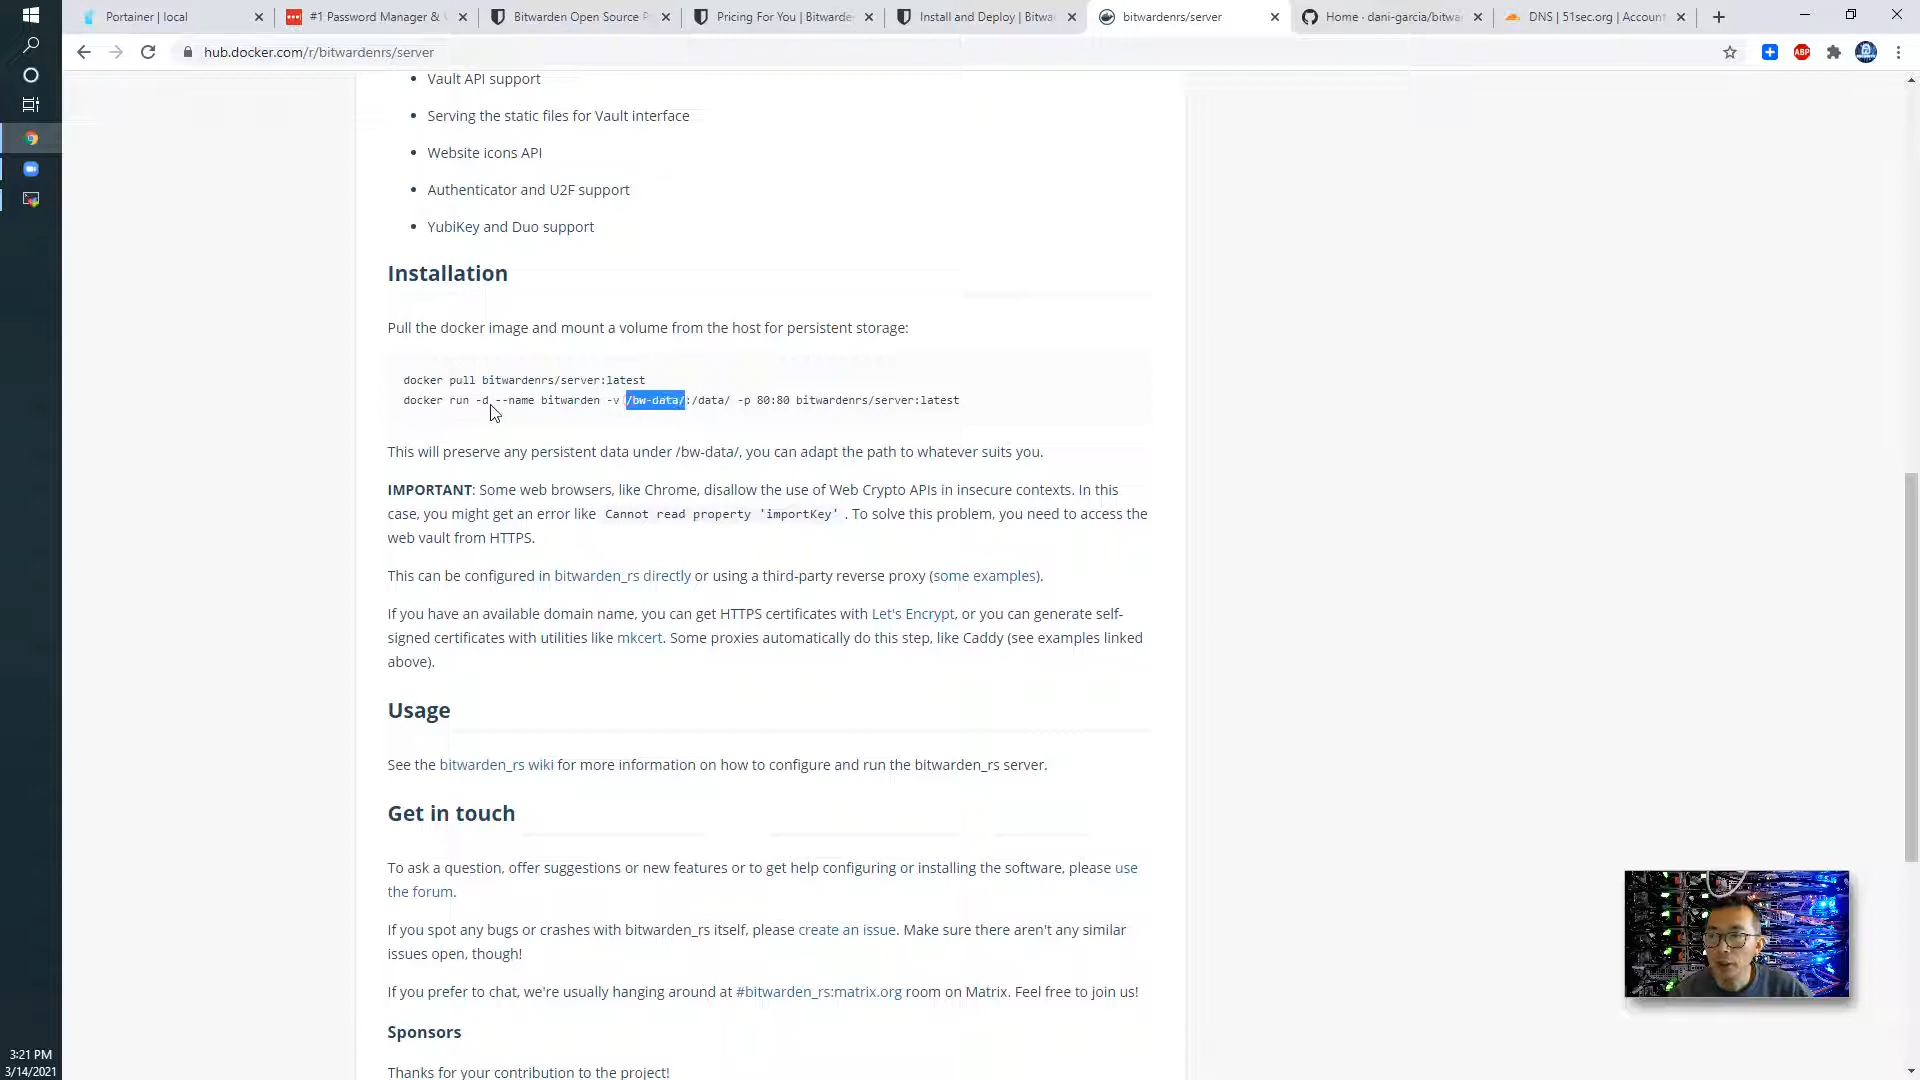 Portainer | local
#1 Password Manager &
Bitwarden Open Source P
Pricing For You | Bitwarde
Install and Deploy | Bitwa
bitwardenrs/server
Home · dani-garcia/bitwa
DNS | 51sec.org | Account
hub.docker.com/r/bitwardenrs/server
ABP
Vault API support
Serving the static files for Vault interface
Website icons API
Authenticator and U2F support
YubiKey and Duo support
Installation
Pull the docker image and mount a volume from the host for persistent storage:
docker pull bitwardenrs/server:latest
docker run -d --name bitwarden -v /bw-data/:/data/ -p 80:80 bitwardenrs/server:latest
This will preserve any persistent data under /bw-data/, you can adapt the path to whatever suits you.
IMPORTANT: Some web browsers, like Chrome, disallow the use of Web Crypto APIs in insecure contexts. In this
case, you might get an error like Cannot read property 'importKey' . To solve this problem, you need to access the
web vault from HTTPS.
This can be configured in bitwarden_rs directly or using a third-party reverse proxy (some examples).
If you have an available domain name, you can get HTTPS certificates with Let's Encrypt, or you can generate self-
signed certificates with utilities like mkcert. Some proxies automatically do this step, like Caddy (see examples linked
above).
Usage
See the bitwarden_rs wiki for more information on how to configure and run the bitwarden_rs server.
Get in touch
To ask a question, offer suggestions or new features or to get help configuring or installing the software, please use
the forum.
If you spot any bugs or crashes with bitwarden_rs itself, please create an issue. Make sure there aren't any similar
issues open, though!
If you prefer to chat, we're usually hanging around at #bitwarden_rs:matrix.org room on Matrix. Feel free to join us!
Sponsors
Thanks for your contribution to the project!
3:21 PM
3/14/2021